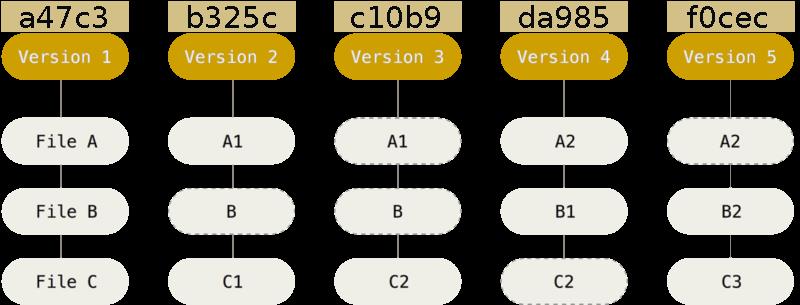 a47c3 b325c c10b9 da985 f0cec
Version 1 Version 2 Version 3 Version 4 Version 5
File A A1 A1 A2 A2
File B B B B1 B2
File C C1 C2 C2 C3